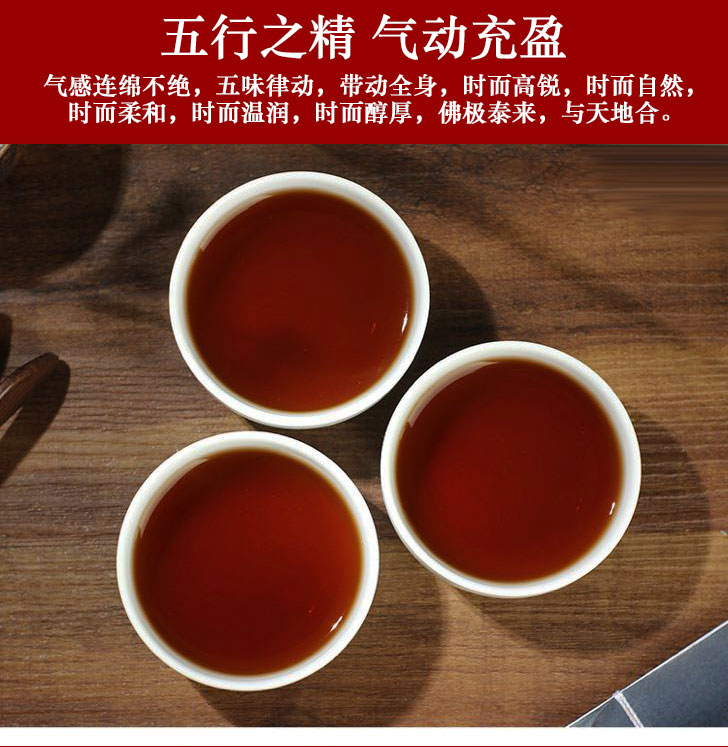 五行之精 气动充盈
气感连绵不绝，五味律动，带动全身，时而高锐，时而自然，
时而柔和，时而温润，时而醇厚，佛极泰来，与天地合。